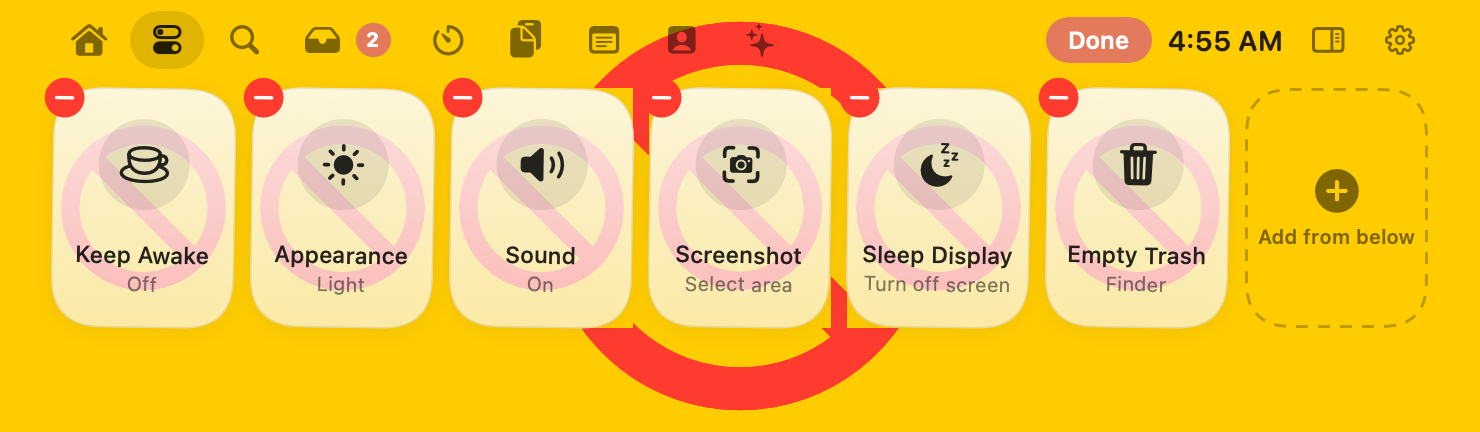 2
Done
4:55 AM
Keep Awake
Off
Appearance
Light
Sound
On
Screenshot
Select area
Sleep Display
Turn off screen
Empty Trash
Finder
Add from below